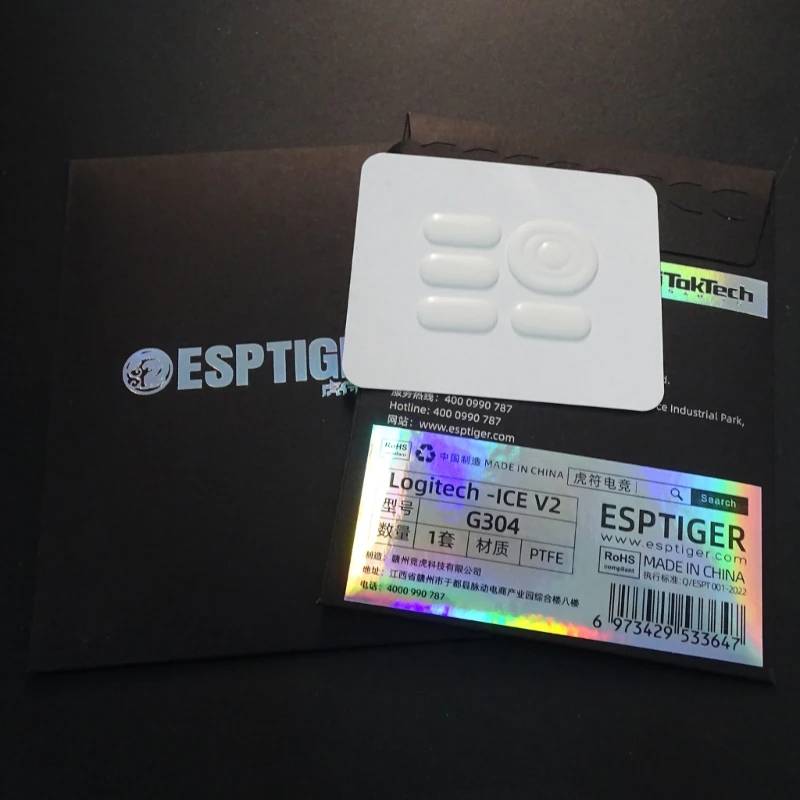 ESPTIG
TakTech
d.
服务热线：400 0990 787
ce Industrial Park,
Hotline: 400 0990 787
网站：www.esptiger.com
RoHS
compliant
中国制造 MADE IN CHINA
虎符电竞
Search
Logitech -ICE V2
型号 G304
数量 1套 材质 PTFE
ESPTIGER
www.esptiger.com
RoHS
compliant
MADE IN CHINA
执行标准: Q/ESPT 001-2022
制造：赣州竞虎科技有限公司
地址：江西省赣州市于都县脉动电商产业园综合楼八楼
电话：4000 990 787
6 973429 533647